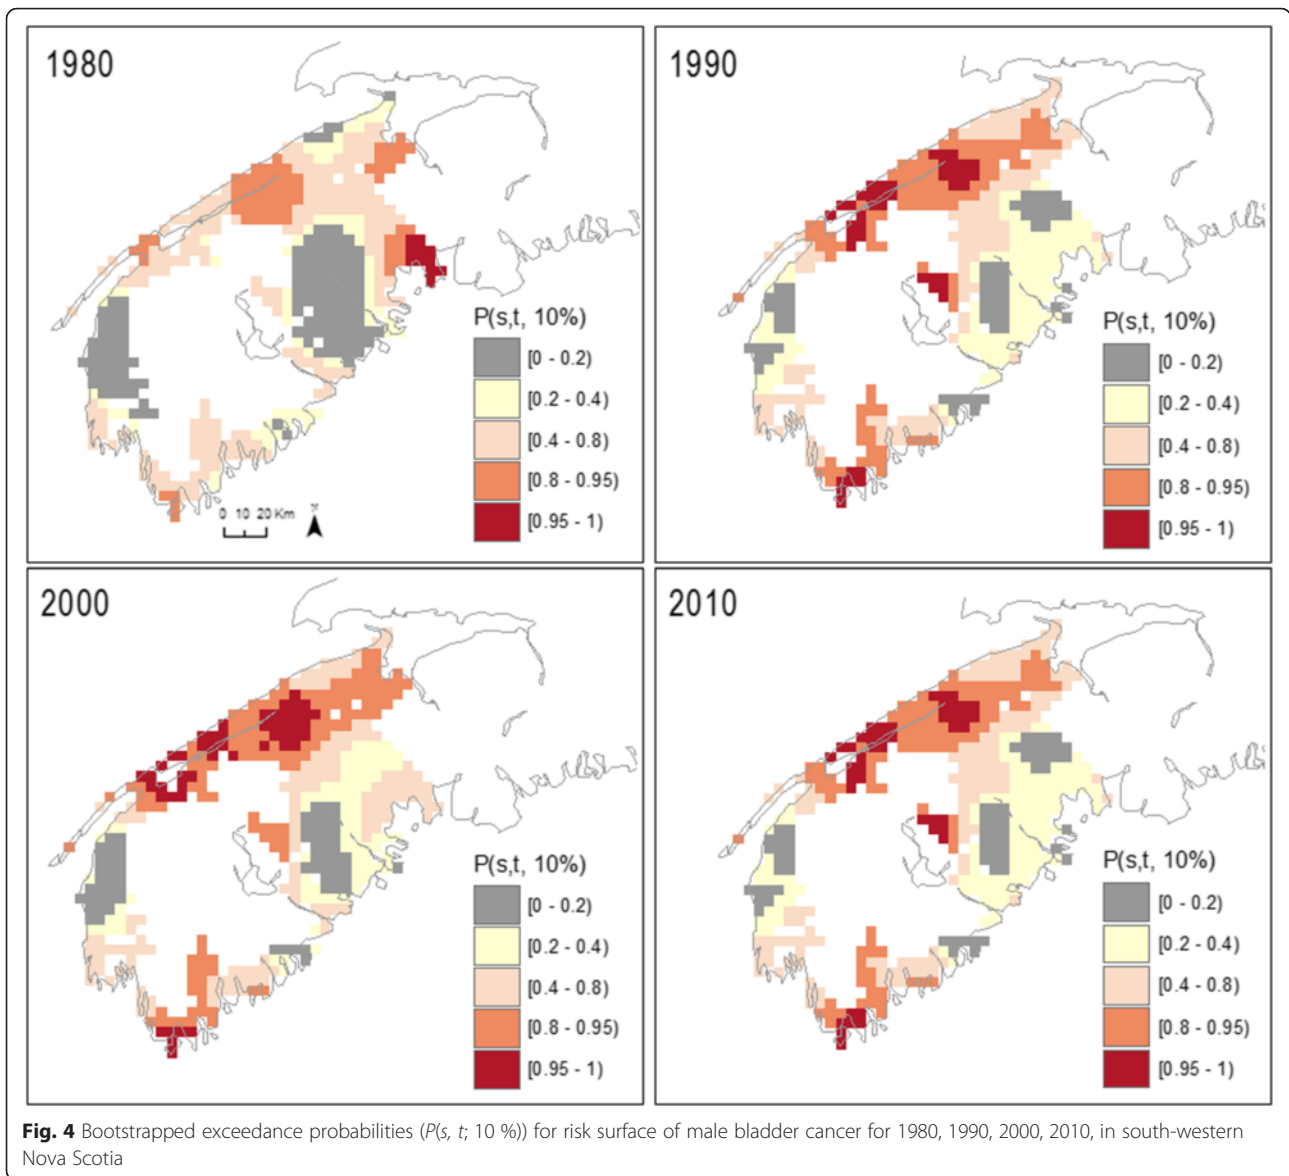 1980
P(s,t, 10%)
[0 - 0.2)
[0.2 - 0.4)
[0.4 - 0.8)
[0.8 - 0.95)
[0.95 - 1)
0 10 20 Km
1990
P(s,t, 10%)
[0 - 0.2)
[0.2 - 0.4)
[0.4 - 0.8)
[0.8 - 0.95)
[0.95 - 1)
2000
P(s,t, 10%)
[0 - 0.2)
[0.2 - 0.4)
[0.4 - 0.8)
[0.8 - 0.95)
[0.95 - 1)
2010
P(s,t, 10%)
[0 - 0.2)
[0.2 - 0.4)
[0.4 - 0.8)
[0.8 - 0.95)
[0.95 - 1)
Fig. 4 Bootstrapped exceedance probabilities (P(s, t; 10 %)) for risk surface of male bladder cancer for 1980, 1990, 2000, 2010, in south-western
Nova Scotia